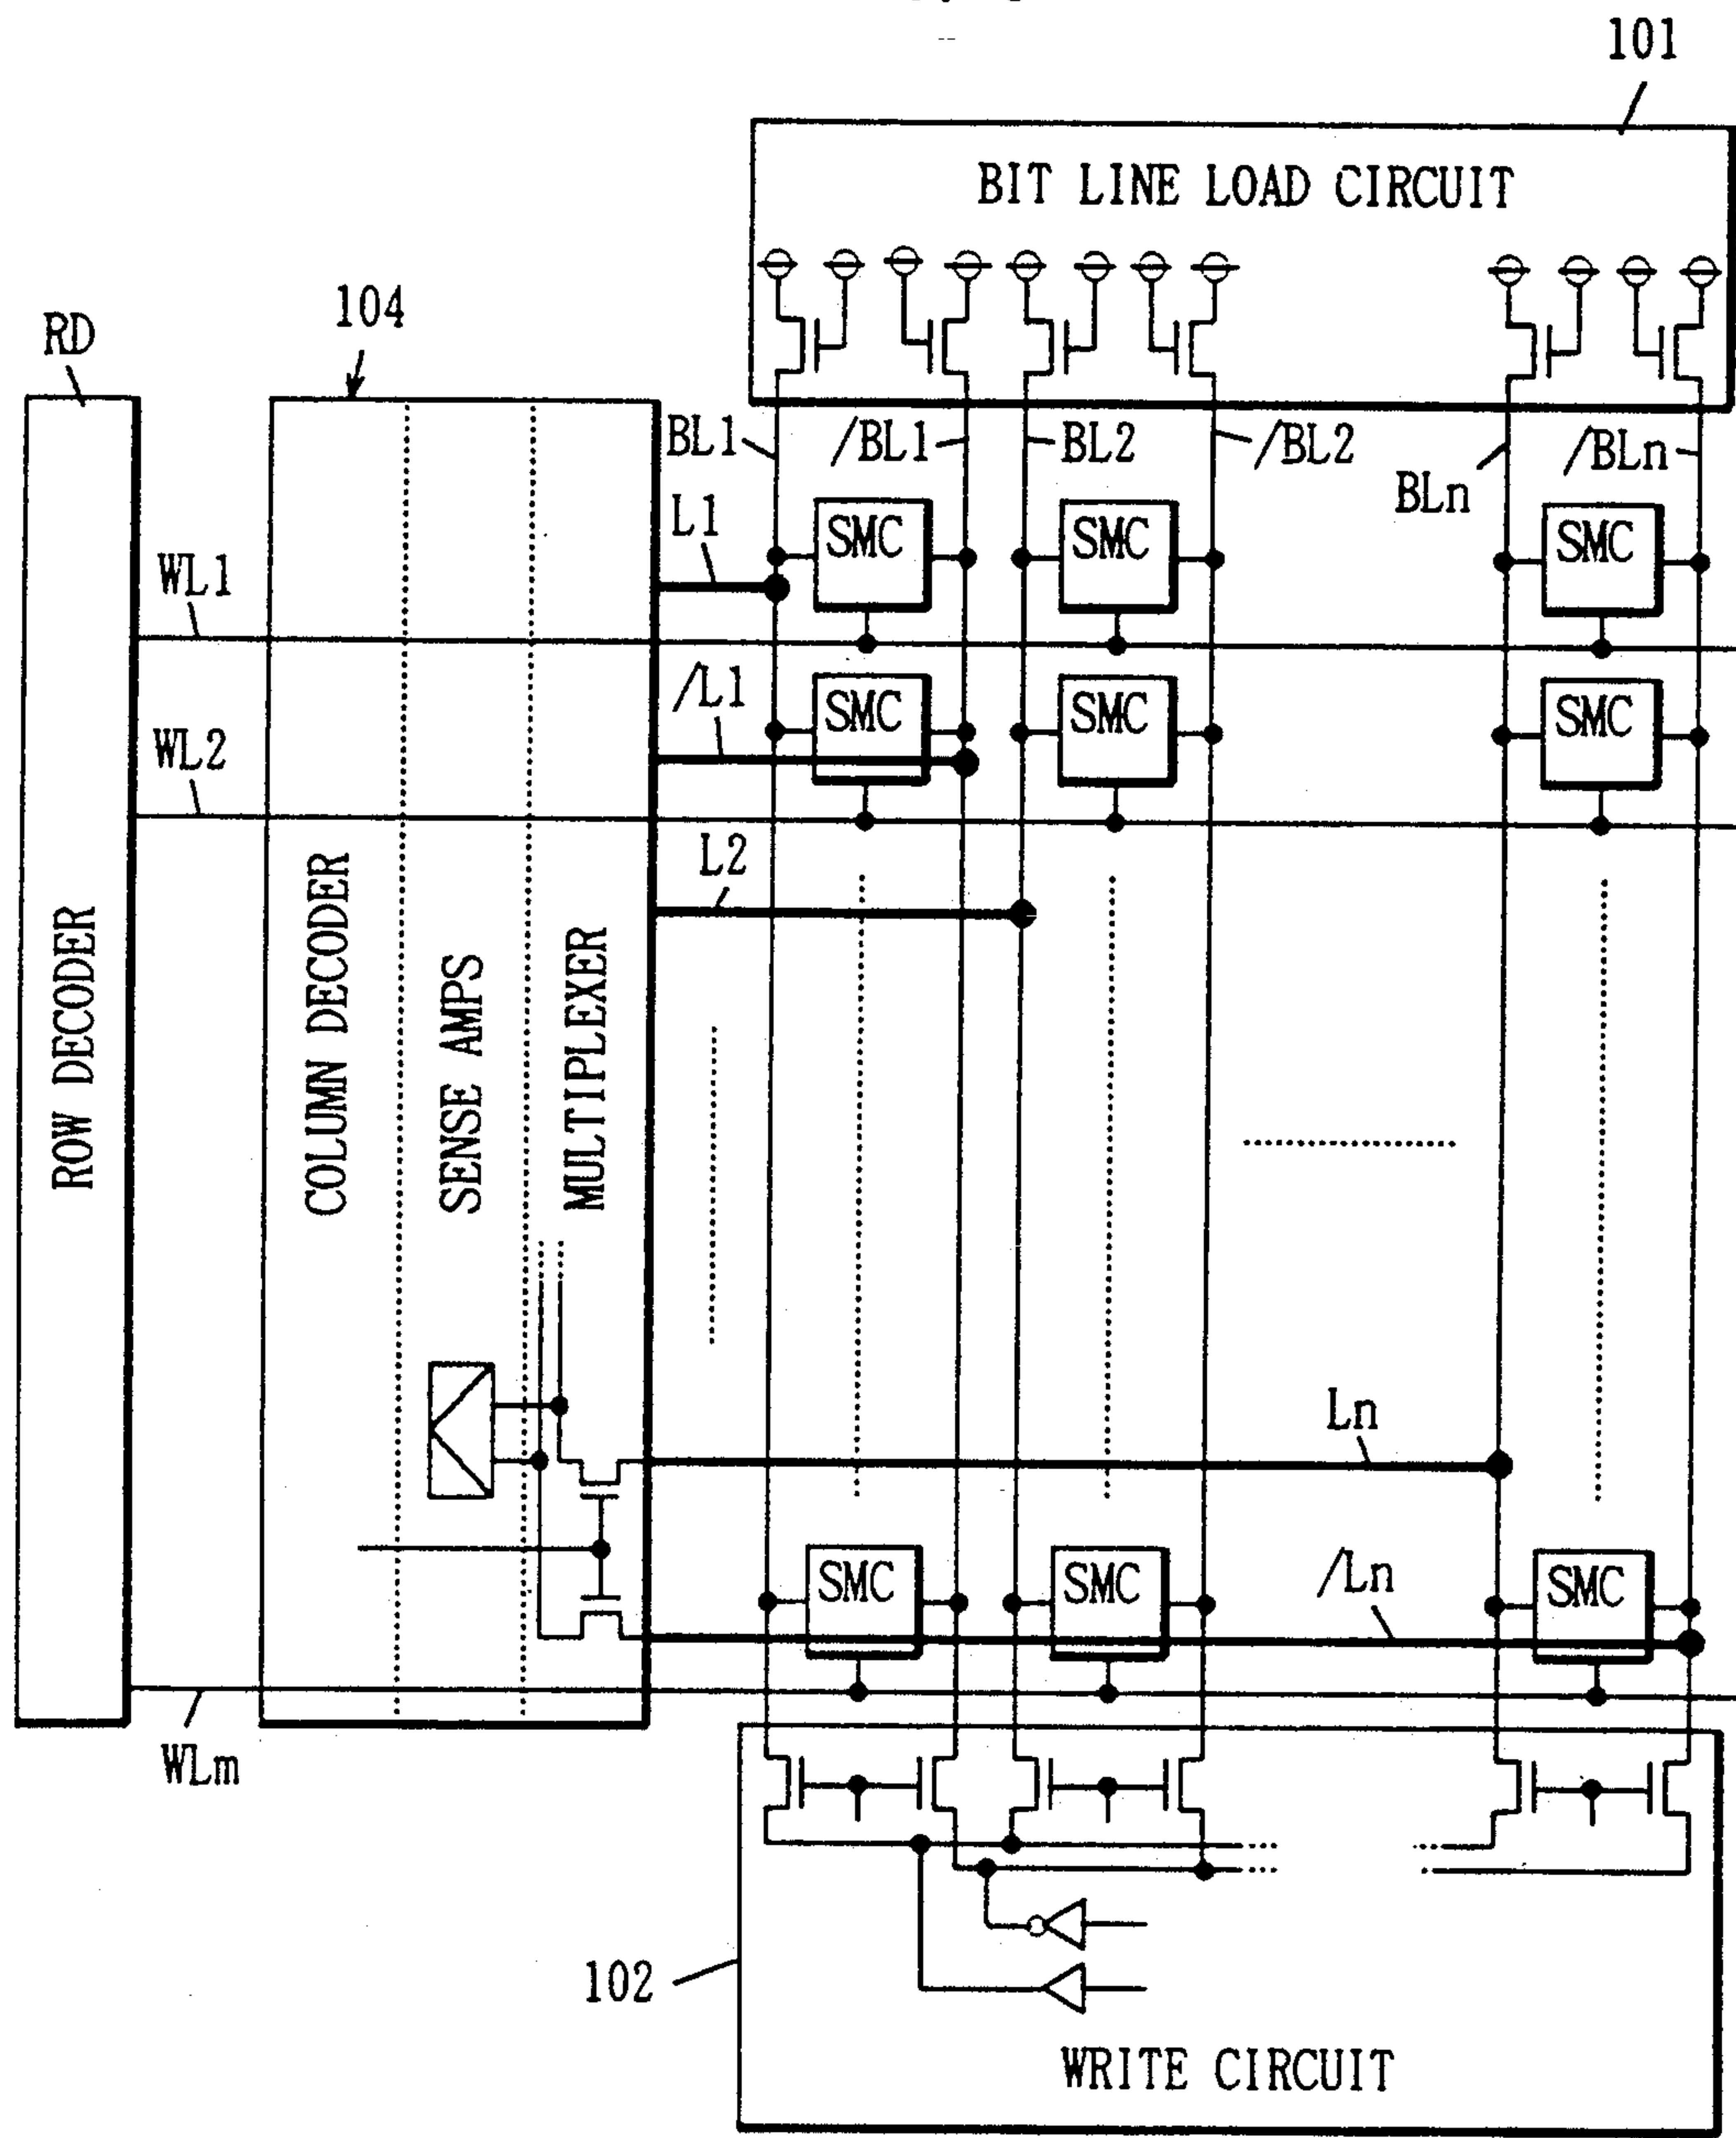 101
BIT LINE LOAD CIRCUIT
RD
104
BL1
/BL1
BL2
/BL2
BLn
/BLn
L1
SMC
SMC
SMC
WL1
/L1
SMC
SMC
SMC
WL2
L2
ROW DECODER
COLUMN DECODER
SENSE AMPS
MULTIPLEXER
Ln
SMC
SMC
/Ln
SMC
WLm
102
WRITE CIRCUIT